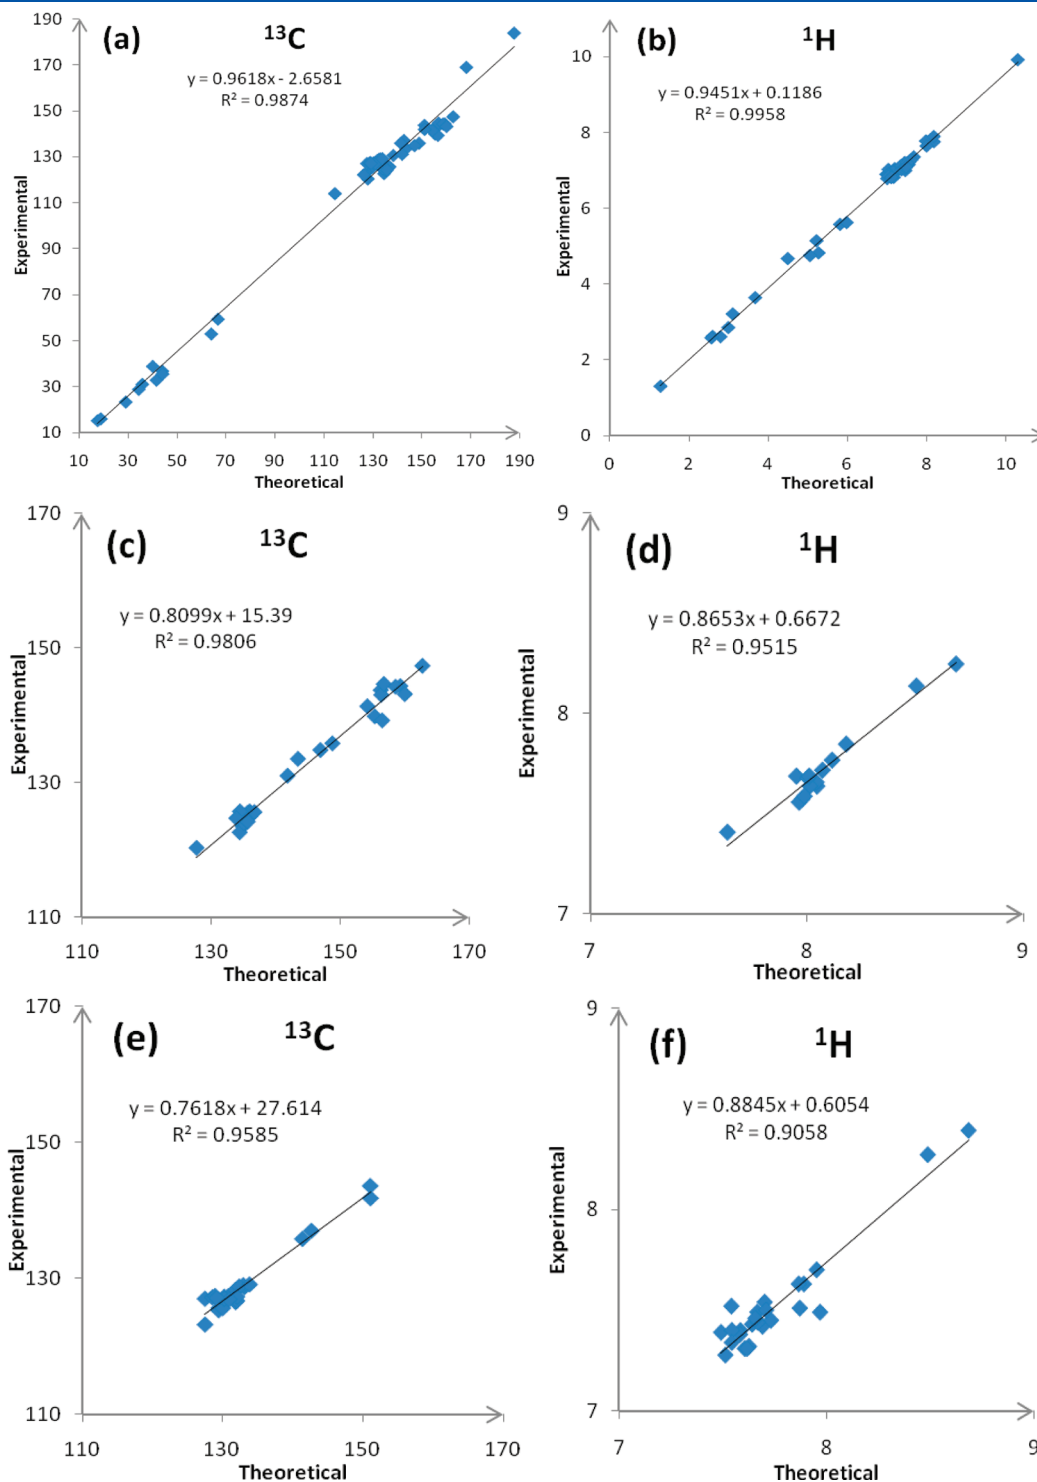 (a) ¹³C
y = 0.9618x - 2.6581
R² = 0.9874
190
170
150
130
110
90
70
50
30
10
Experimental
10 30 50 70 90 110 130 150 170 190
Theoretical
(b) ¹H
y = 0.9451x + 0.1186
R² = 0.9958
10
8
6
4
2
0
Experimental
0 2 4 6 8 10
Theoretical
(c) ¹³C
y = 0.8099x + 15.39
R² = 0.9806
170
150
130
110
Experimental
110 130 150 170
Theoretical
(d) ¹H
y = 0.8653x + 0.6672
R² = 0.9515
9
8
7
Experimental
7 8 9
Theoretical
(e) ¹³C
y = 0.7618x + 27.614
R² = 0.9585
170
150
130
110
Experimental
110 130 150 170
Theoretical
(f) ¹H
y = 0.8845x + 0.6054
R² = 0.9058
9
8
7
Experimental
7 8 9
Theoretical